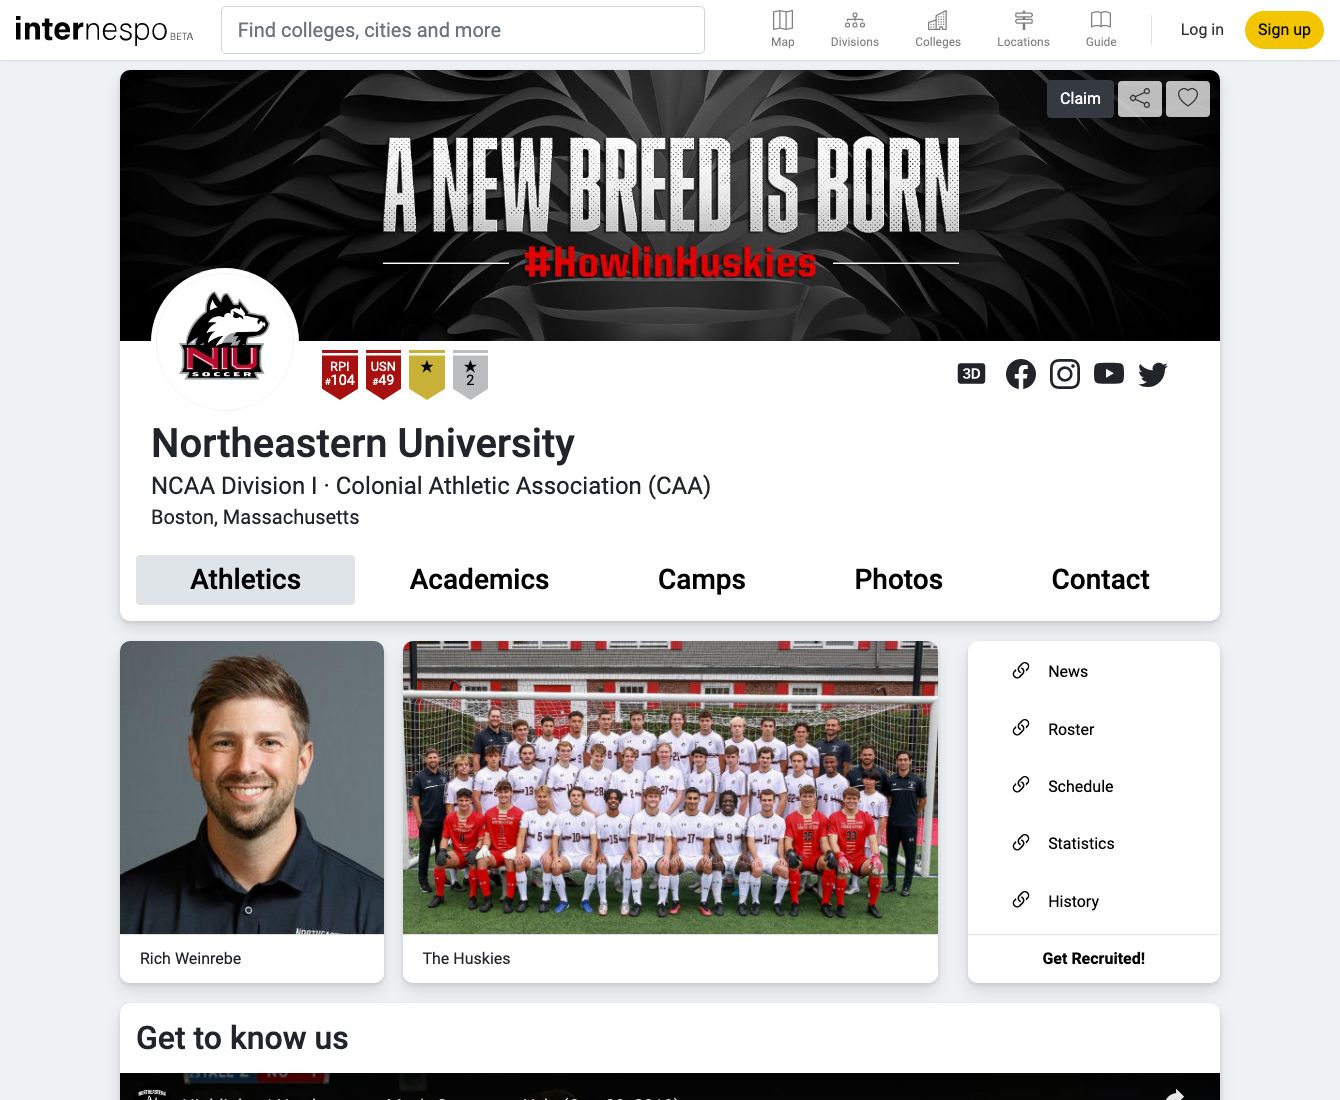 internespo BETA
Find colleges, cities and more
Map
Divisions
Colleges
Locations
Guide
Log in
Sign up
Claim
A NEW BREED IS BORN
#HowlinHuskies
NIU
SOCCER
RPI
#104
USN
#49
2
3D
Northeastern University
NCAA Division I · Colonial Athletic Association (CAA)
Boston, Massachusetts
Athletics
Academics
Camps
Photos
Contact
News
Roster
Schedule
Statistics
History
Rich Weinrebe
The Huskies
Get Recruited!
Get to know us